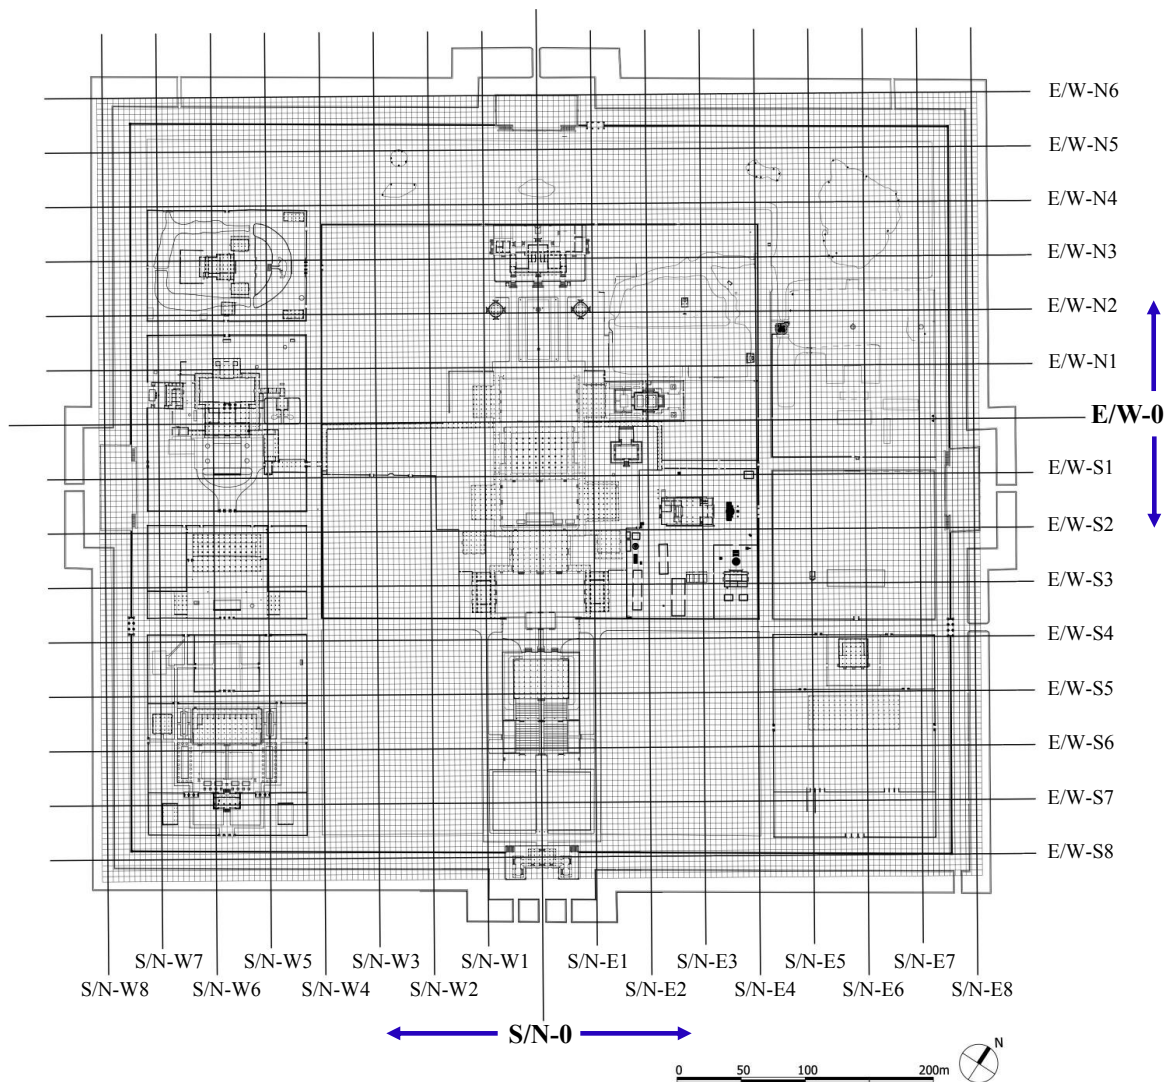 E/W-N6
E/W-N5
E/W-N4
E/W-N3
E/W-N2
E/W-N1
E/W-0
E/W-S1
E/W-S2
E/W-S3
E/W-S4
E/W-S5
E/W-S6
E/W-S7
E/W-S8
S/N-W7 S/N-W5 S/N-W3 S/N-W1 S/N-E1 S/N-E3 S/N-E5 S/N-E7
S/N-W8 S/N-W6 S/N-W4 S/N-W2 S/N-E2 S/N-E4 S/N-E6 S/N-E8
S/N-0
N
0 50 100 200m